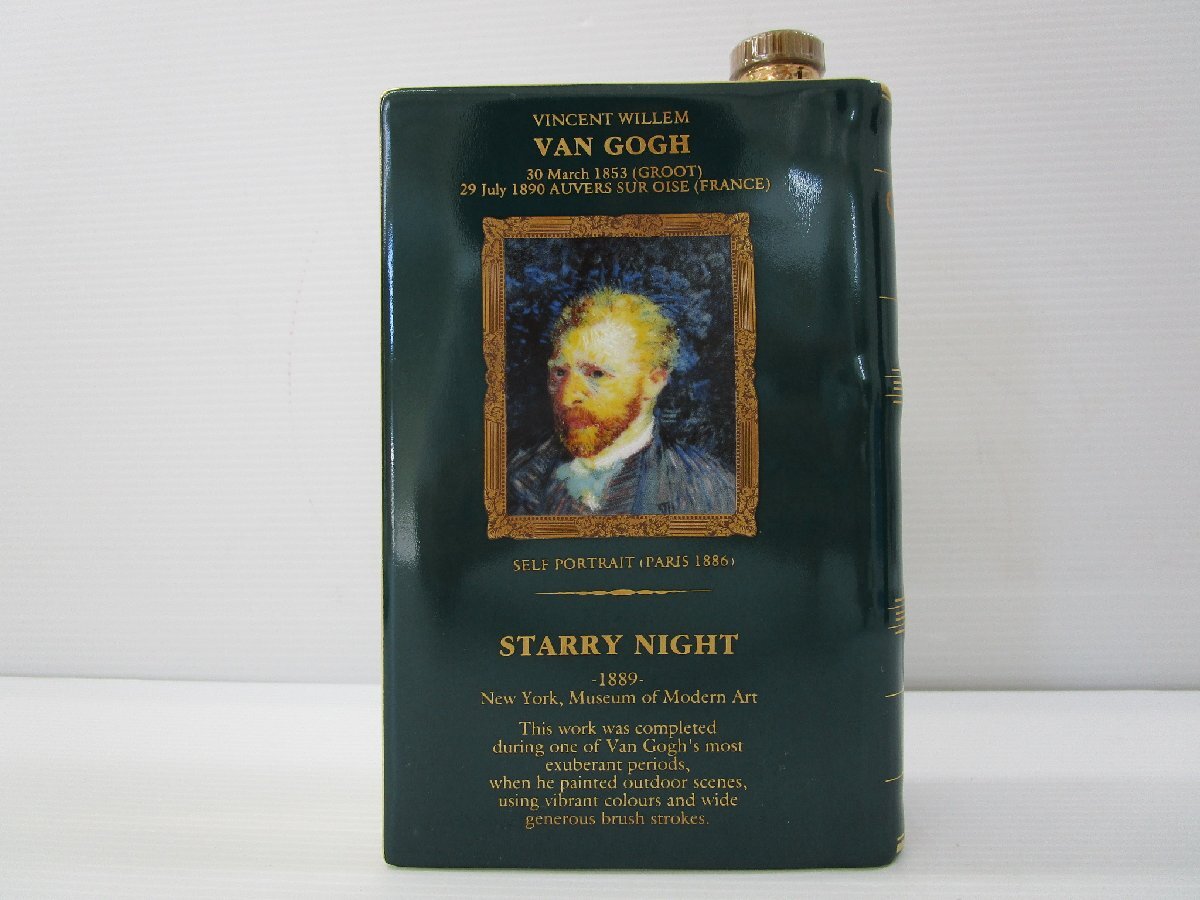 VINCENT WILLEM
VAN GOGH
30 March 1853 (GROOT)
29 July 1890 AUVERS SUR OISE (FRANCE)
SELF PORTRAIT (PARIS 1886)
STARRY NIGHT
-1889-
New York, Museum of Modern Art
This work was completed
during one of Van Gogh's most
exuberant periods,
when he painted outdoor scenes,
using vibrant colours and wide
generous brush strokes.